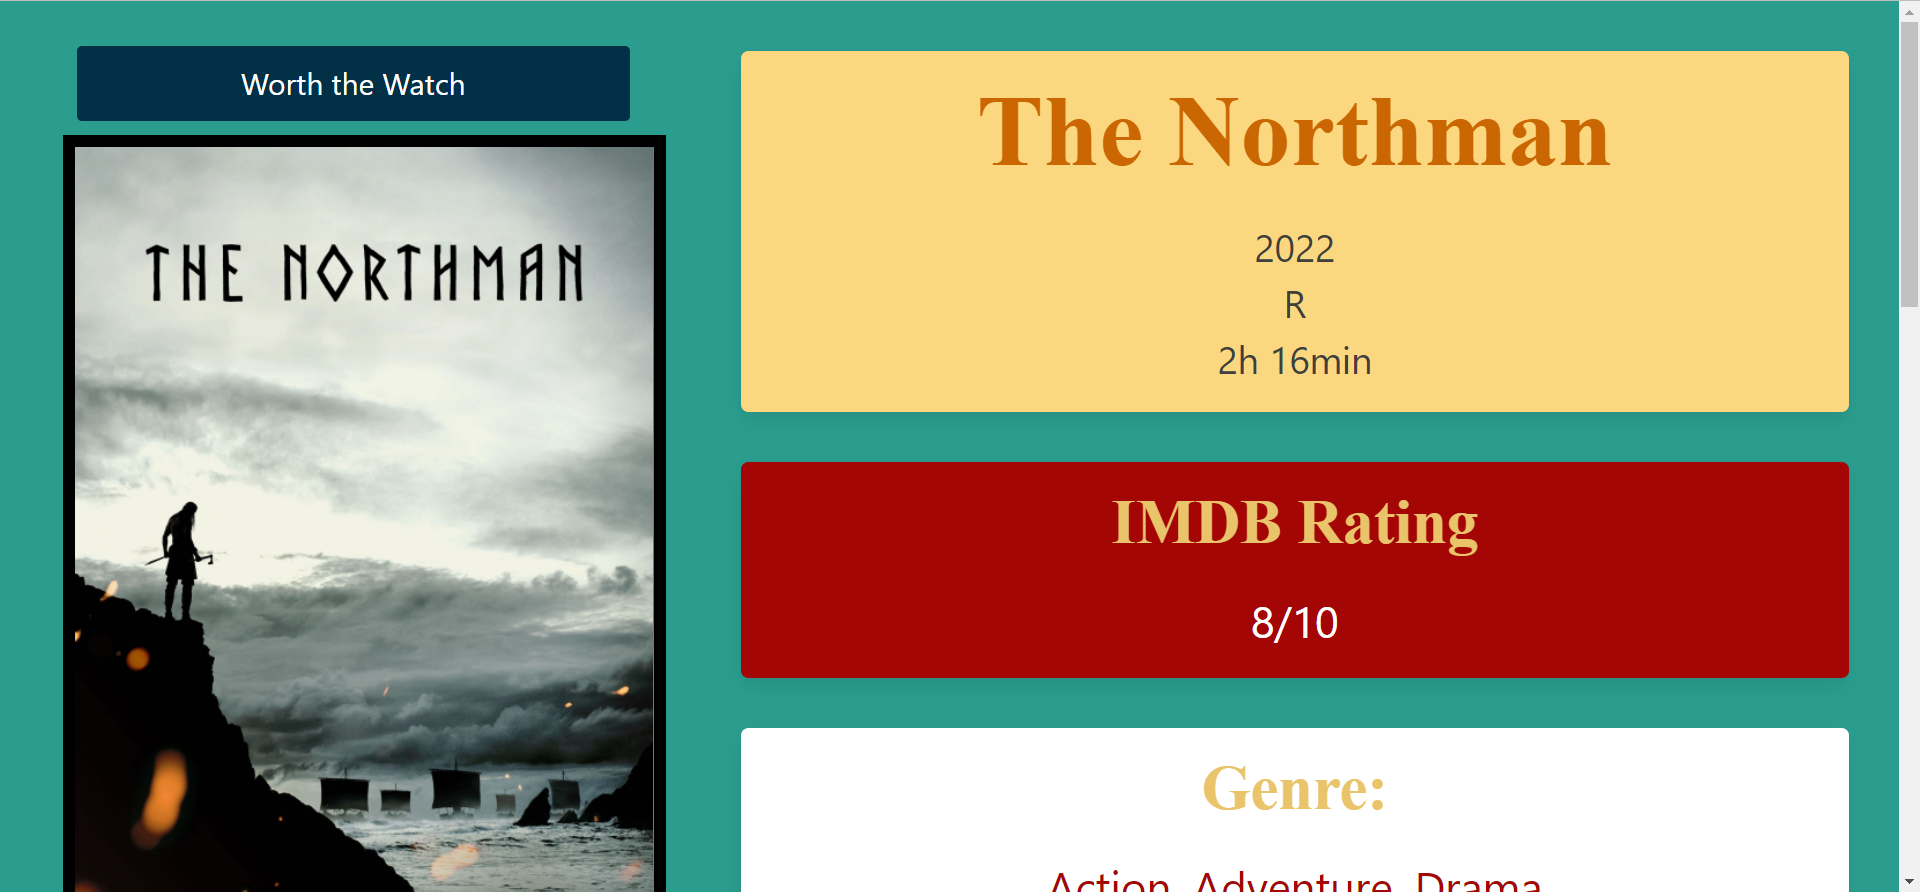 Worth the Watch
THE NORTHMAN
The Northman
2022
R
2h 16min
IMDB Rating
8/10
Genre:
Action, Adventure, Drama